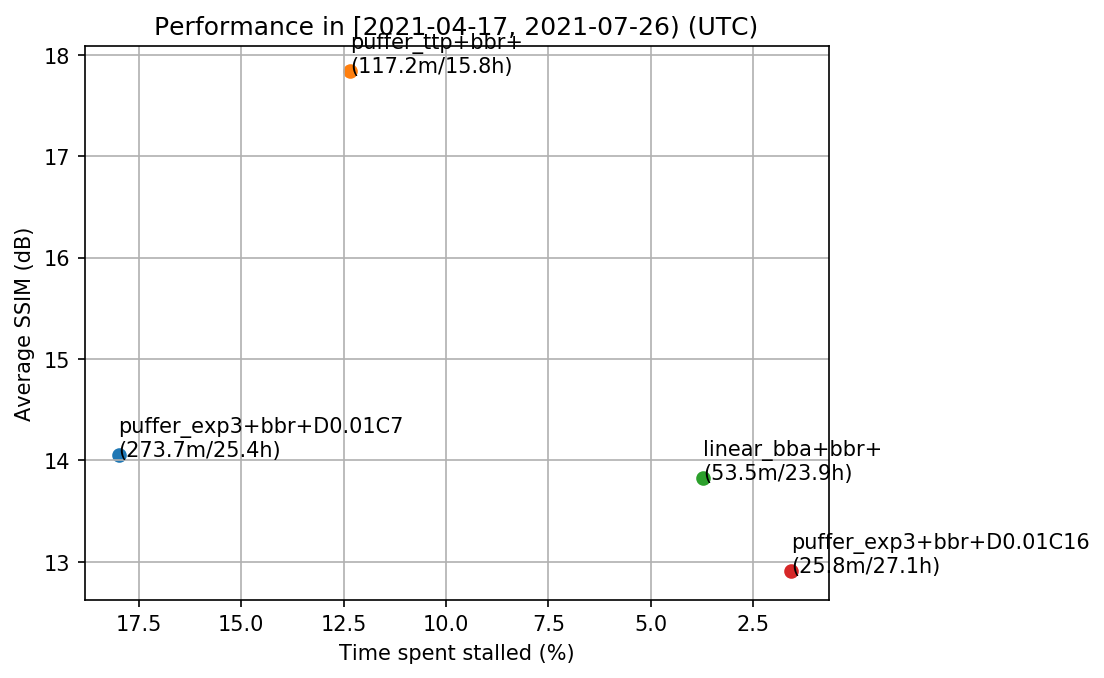 Performance in [2021-04-17, 2021-07-26) (UTC)
puffer_ttp+bbr+
(117.2m/15.8h)
puffer_exp3+bbr+D0.01C7
(273.7m/25.4h)
linear_bba+bbr+
(53.5m/23.9h)
puffer_exp3+bbr+D0.01C16
(25.8m/27.1h)
Average SSIM (dB)
18
17
16
15
14
13
17.5
15.0
12.5
10.0
7.5
5.0
2.5
Time spent stalled (%)